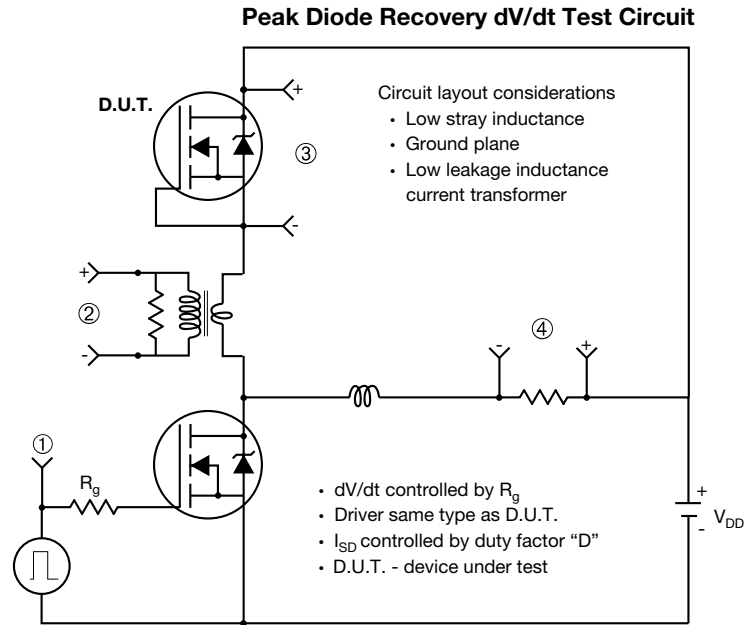 Peak Diode Recovery dV/dt Test Circuit
D.U.T.
+
Circuit layout considerations
• Low stray inductance
• Ground plane
• Low leakage inductance
current transformer
③
-
+
②
-
④
- +
①
Rg
• dV/dt controlled by Rg
• Driver same type as D.U.T.
• ISD controlled by duty factor “D”
• D.U.T. - device under test
+
VDD
-